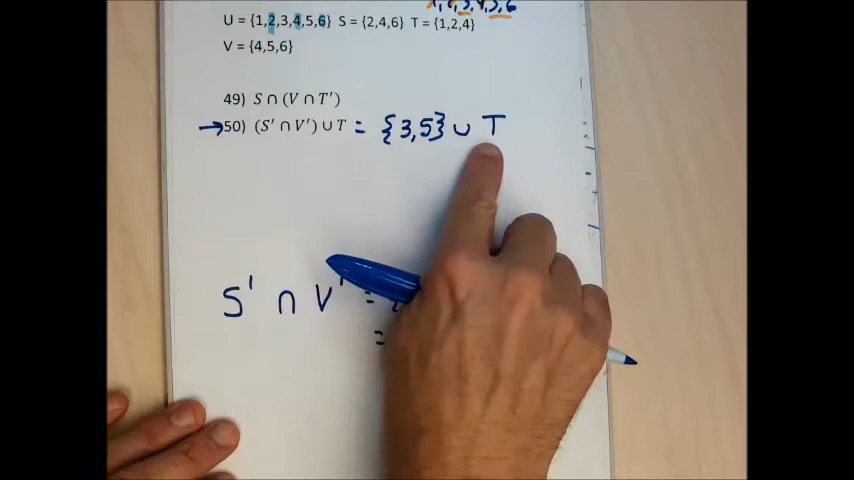 U = {1,2,3,4,5,6} S = {2,4,6} T = {1,2,4}
V = {4,5,6}
49) S ∩ (V ∩ T′)
→50) (S′ ∩ V′) ∪ T = {3,5} ∪ T
S' ∩ V' =
=